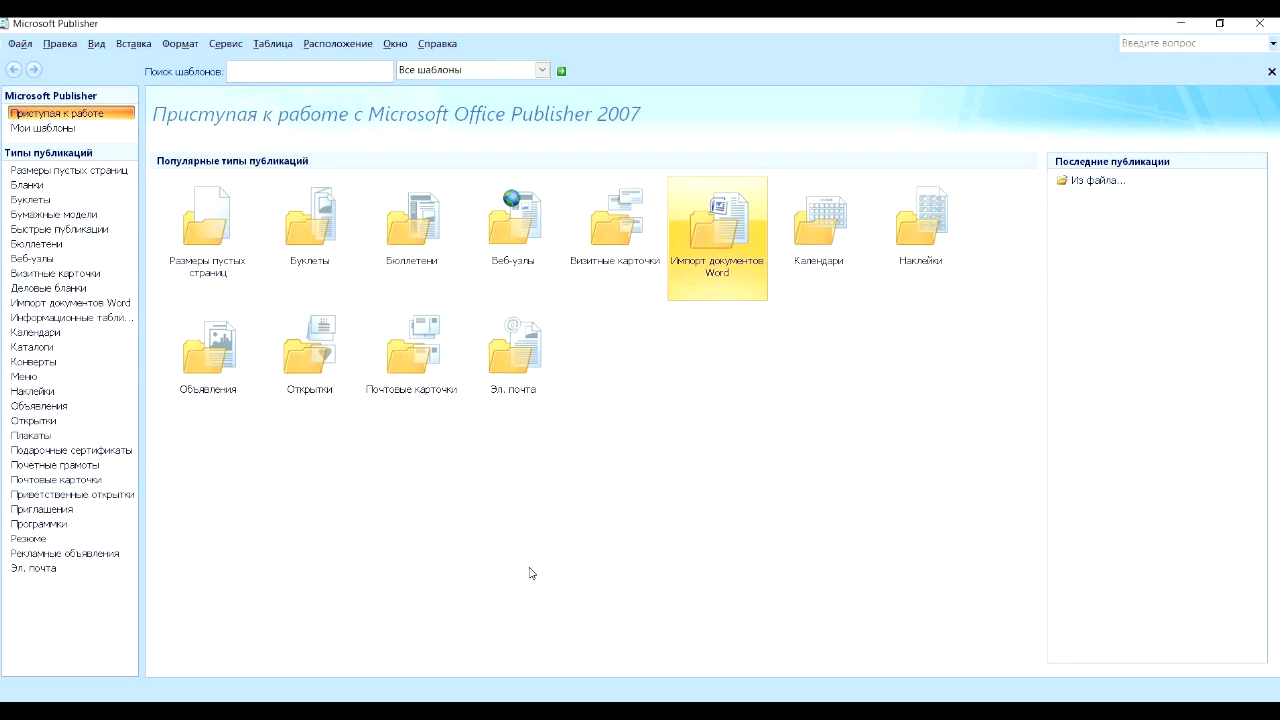 Microsoft Publisher
Файл Правка Вид Вставка Формат Сервис Таблица Расположение Окно Справка
Введите вопрос
Поиск шаблонов:
Все шаблоны
Microsoft Publisher
Приступая к работе
Мои шаблоны
Типы публикаций
Размеры пустых страниц
Бланки
Буклеты
Бумажные модели
Быстрые публикации
Бюллетени
Веб-узлы
Визитные карточки
Деловые бланки
Импорт документов Word
Информационные табли...
Календари
Каталоги
Конверты
Меню
Наклейки
Объявления
Открытки
Плакаты
Подарочные сертификаты
Почетные грамоты
Почтовые карточки
Приветственные открытки
Приглашения
Программки
Резюме
Рекламные объявления
Эл. почта
Приступая к работе с Microsoft Office Publisher 2007
Популярные типы публикаций
Размеры пустых
страниц
Буклеты
Бюллетени
Веб-узлы
Визитные карточки
Импорт документов
Word
Календари
Наклейки
Объявления
Открытки
Почтовые карточки
Эл. почта
Последние публикации
Из файла...